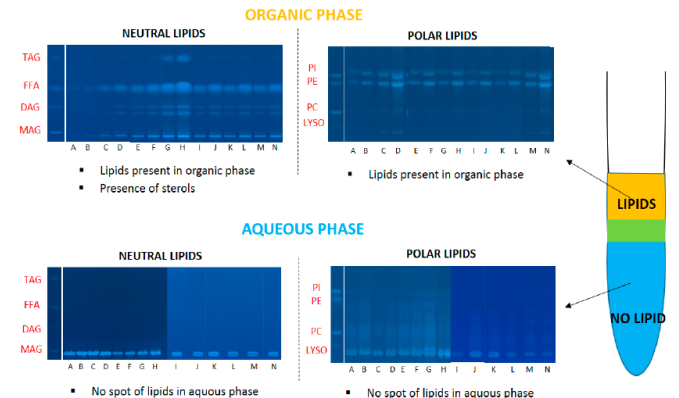 ORGANIC PHASE
NEUTRAL LIPIDS
POLAR LIPIDS
TAG
FFA
DAG
MAG
A B C D E F G H I J K L M N
PI
PE
PC
LYSO
A B C D E F G H I J K L M N
▪ Lipids present in organic phase
▪ Presence of sterols
▪ Lipids present in organic phase
LIPIDS
AQUEOUS PHASE
NEUTRAL LIPIDS
POLAR LIPIDS
TAG
FFA
DAG
MAG
A B C D E F G H I J K L M N
PI
PE
PC
LYSO
A B C D E F G H I J K L M N
NO LIPID
▪ No spot of lipids in aquous phase
▪ No spot of lipids in aquous phase